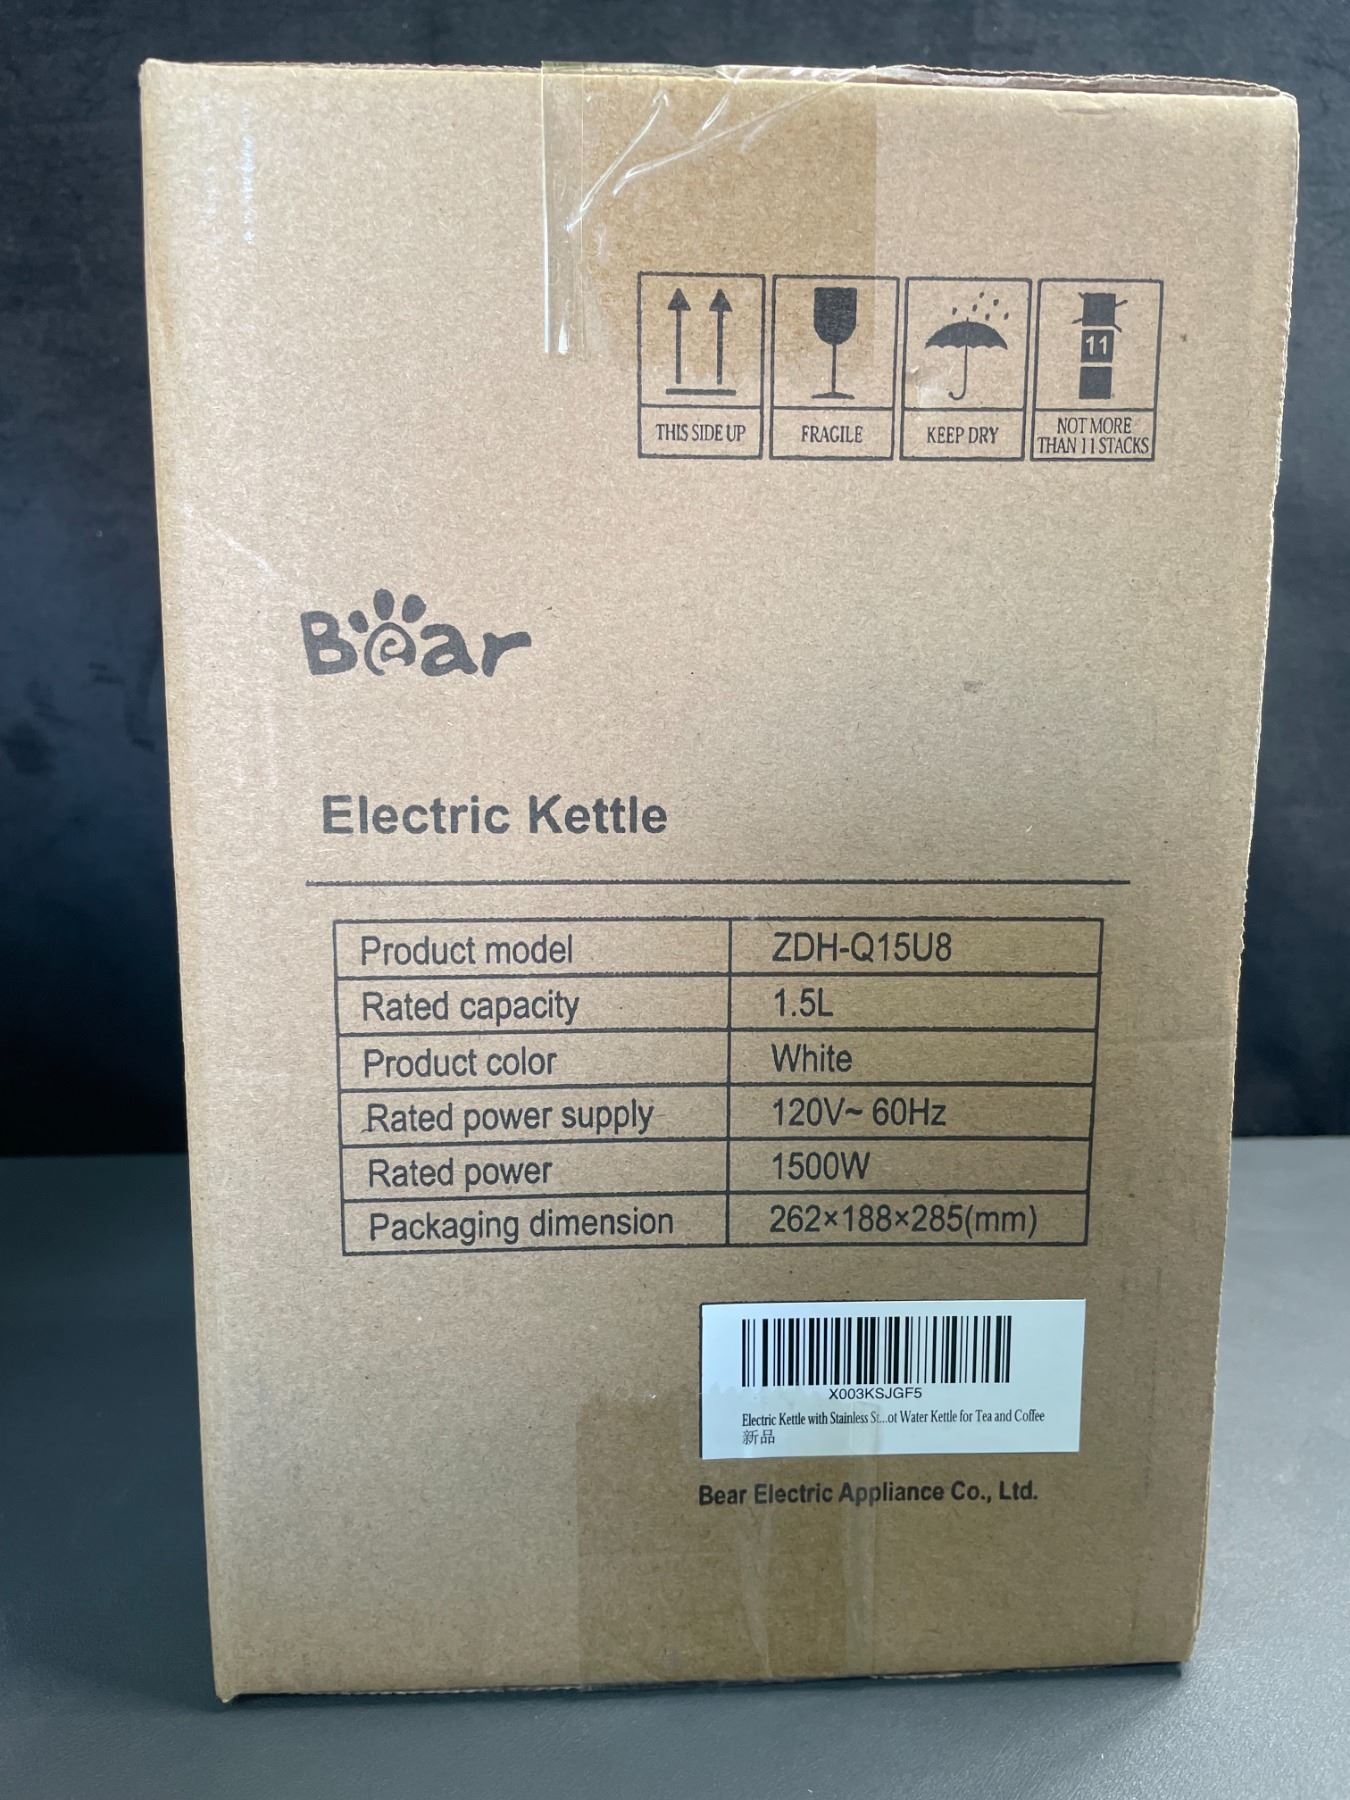 11
THIS SIDE UP
FRAGILE
KEEP DRY
NOT MORE
THAN 11 STACKS
Bear
Electric Kettle
Product model ZDH-Q15U8
Rated capacity 1.5L
Product color White
Rated power supply 120V~ 60Hz
Rated power 1500W
Packaging dimension 262×188×285(mm)
X003KSJGF5
Electric Kettle with Stainless St...ot Water Kettle for Tea and Coffee
新品
Bear Electric Appliance Co., Ltd.